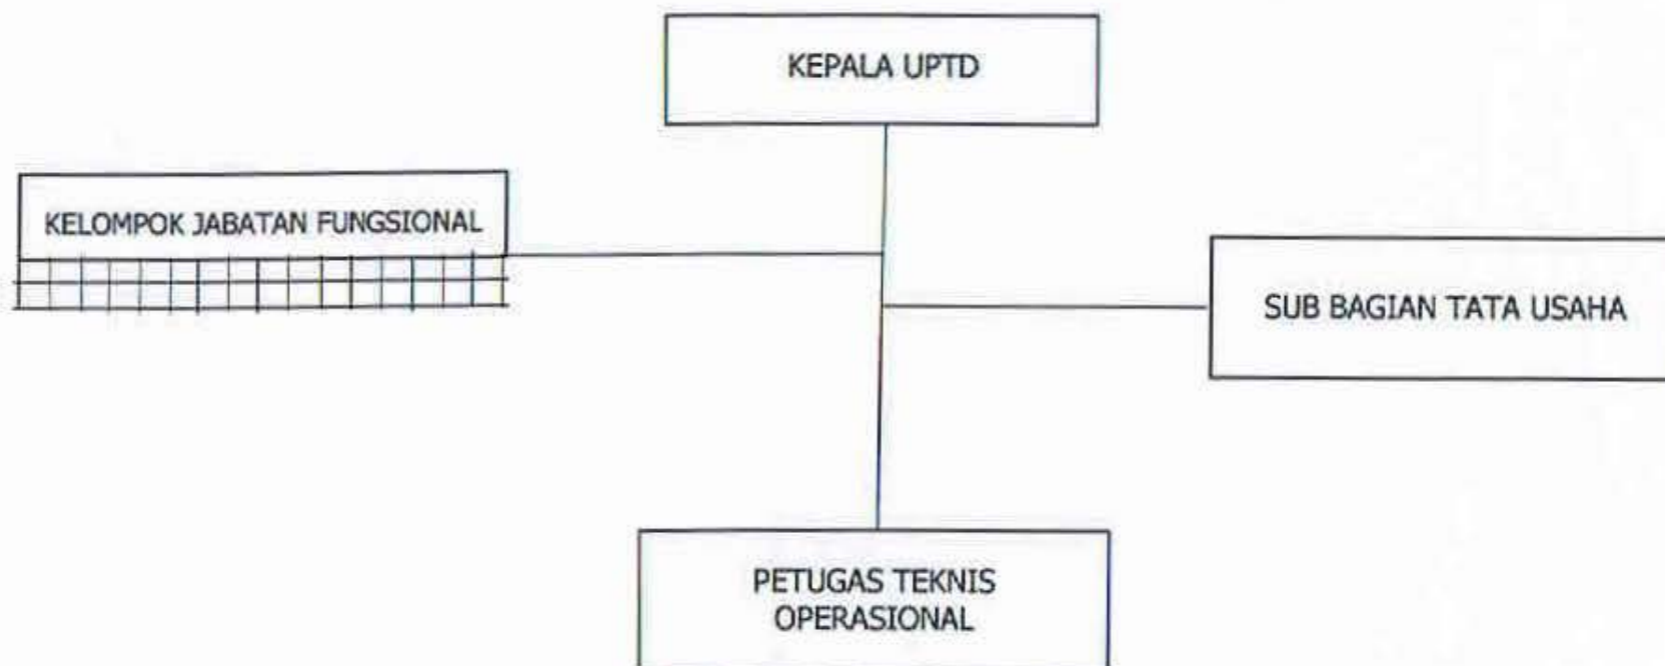 KEPALA UPTD
KELOMPOK JABATAN FUNGSIONAL
SUB BAGIAN TATA USAHA
PETUGAS TEKNIS
OPERASIONAL